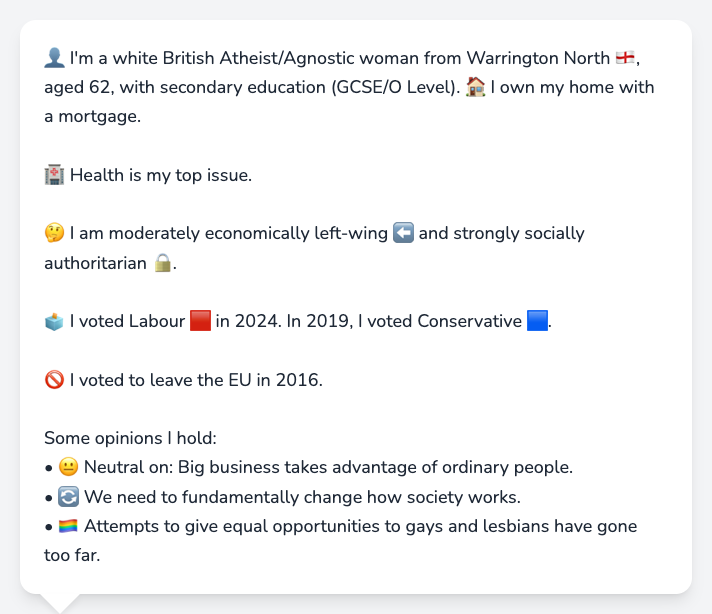 👤 I'm a white British Atheist/Agnostic woman from Warrington North 🏴󠁧󠁢󠁥󠁮󠁧󠁿,
aged 62, with secondary education (GCSE/O Level). 🏠 I own my home with
a mortgage.
🏥 Health is my top issue.
🤔 I am moderately economically left-wing ⬅️ and strongly socially
authoritarian 🔒.
🗳️ I voted Labour 🟥 in 2024. In 2019, I voted Conservative 🟦.
🚫 I voted to leave the EU in 2016.
Some opinions I hold:
• 😐 Neutral on: Big business takes advantage of ordinary people.
• 🔄 We need to fundamentally change how society works.
• 🏳️‍🌈 Attempts to give equal opportunities to gays and lesbians have gone
too far.